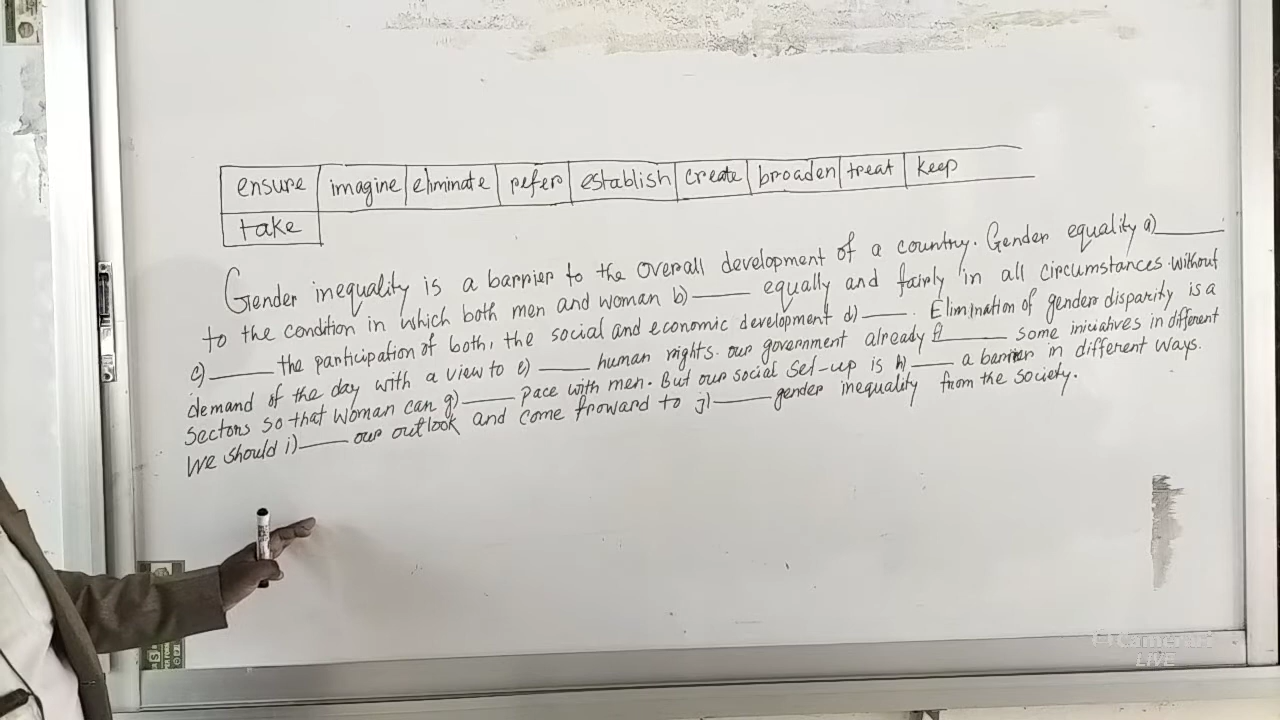 ensure imagine eliminate refer establish create broaden treat keep
take
Gender inequality is a barrier to the overall development of a country. Gender equality a)______
to the condition in which both men and woman b)______ equally and fairly in all circumstances. without
c)______ the participation of both, the social and economic development d)______. Elimination of gender disparity is a
demand of the day with a view to e)______ human rights. our government already f)______ some iniciatives in different
sectors so that woman can g)______ pace with men. But our social set-up is h)______ a barrier in different ways.
We should i)______ our outlook and come froward to j)______ gender inequality from the society.
LIVE